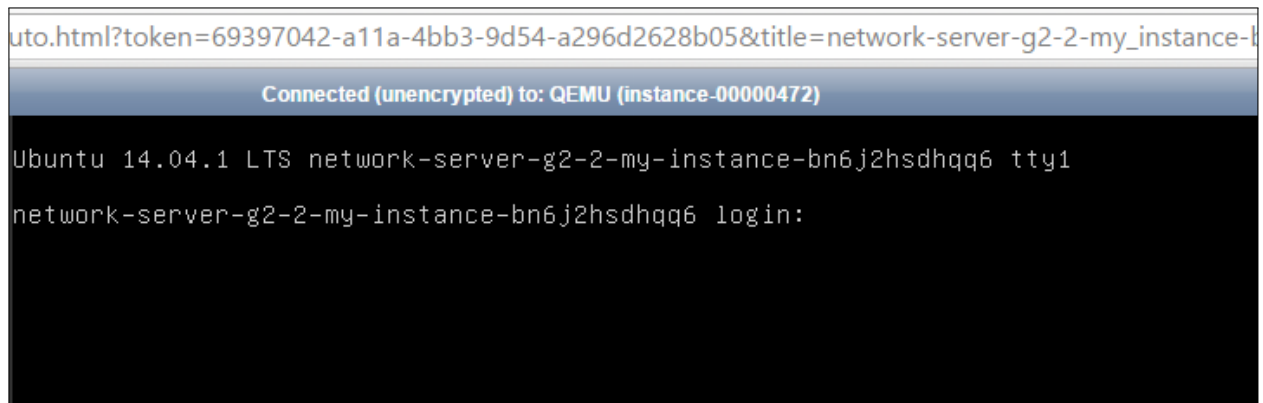 uto.html?token=69397042-a11a-4bb3-9d54-a296d2628b05&title=network-server-g2-2-my_instance-b
Connected (unencrypted) to: QEMU (instance-00000472)
Ubuntu 14.04.1 LTS network-server-g2-2-my-instance-bn6j2hsdhqq6 tty1
network-server-g2-2-my-instance-bn6j2hsdhqq6 login: